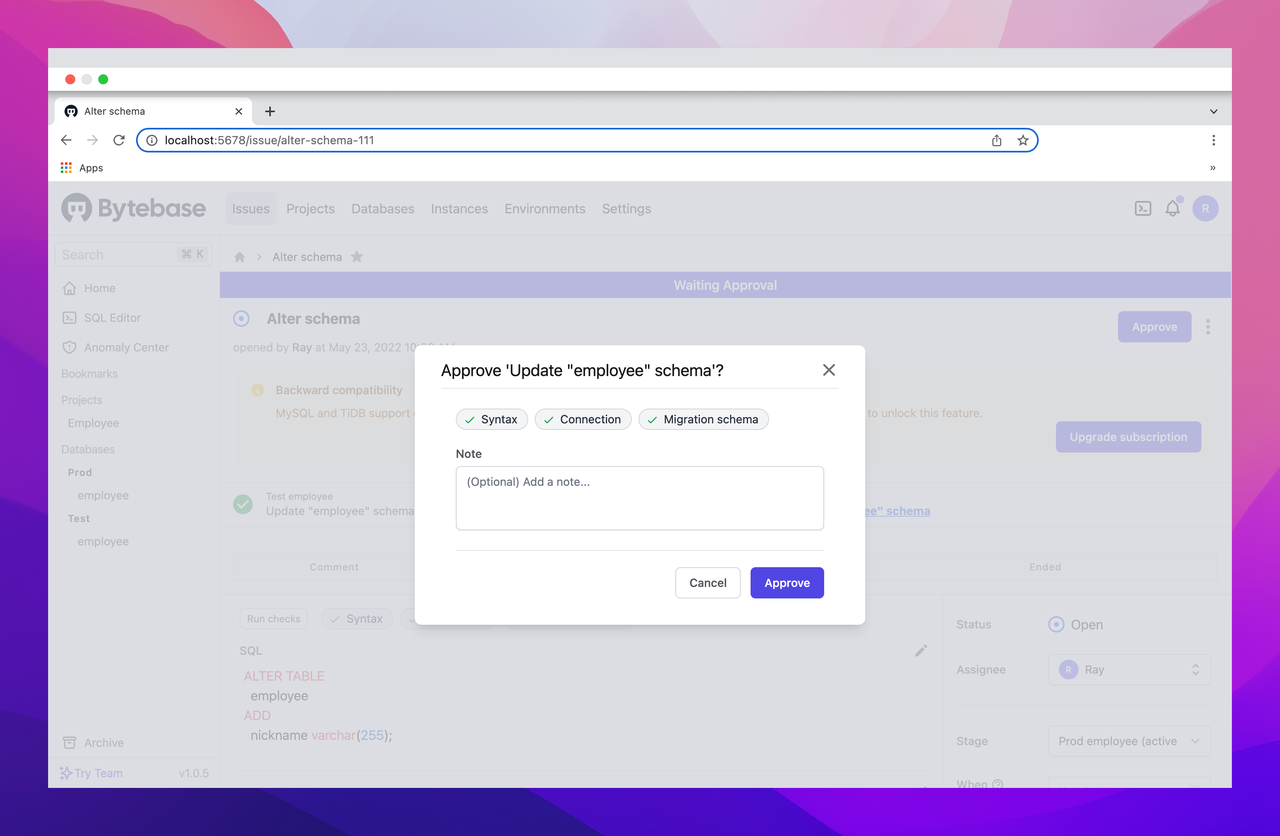 Alter schema
localhost:5678/issue/alter-schema-111
Apps
»
Bytebase
Issues Projects Databases Instances Environments Settings
R
Search ⌘ K
Home
SQL Editor
Anomaly Center
Bookmarks
Projects
Employee
Databases
Prod
employee
Test
employee
Archive
Try Team v1.0.5
Alter schema
Waiting Approval
Alter schema
Approve
opened by Ray at May 23, 2022
Backward compatibility
MySQL and TiDB support
to unlock this feature.
Upgrade subscription
Test employee
Update "employee" schema
schema
Comment Ended
Approve 'Update "employee" schema'?
Syntax Connection Migration schema
Note
(Optional) Add a note...
Cancel Approve
Run checks Syntax
SQL
ALTER TABLE
employee
ADD
nickname varchar(255);
Status Open
Assignee R Ray
Stage Prod employee (active
When